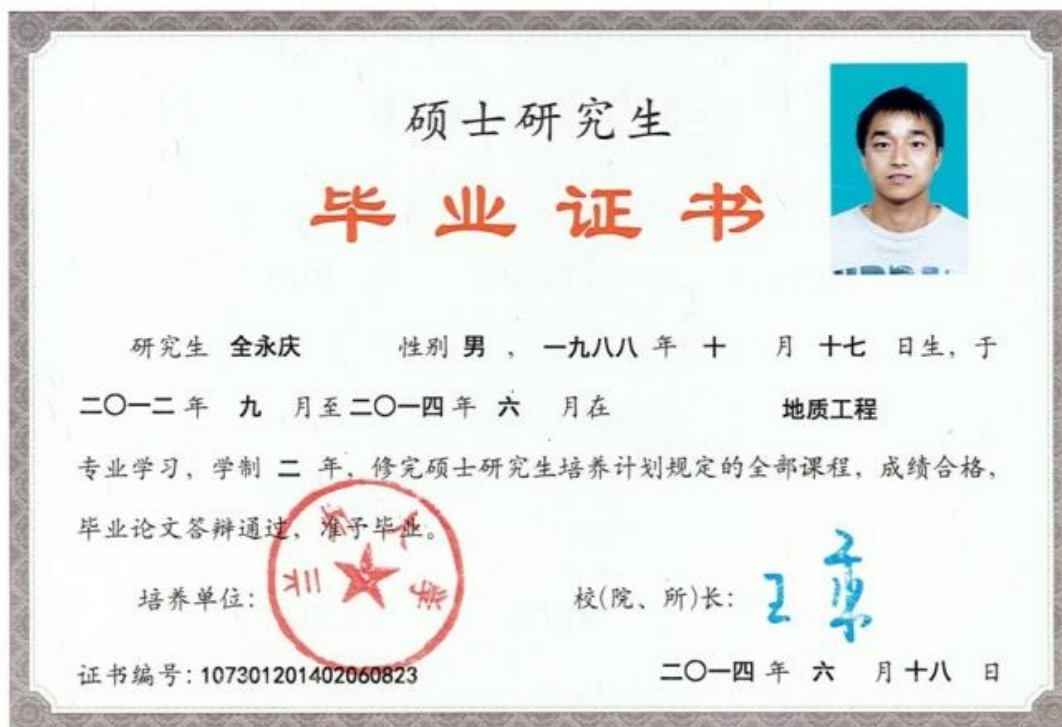 硕士研究生
毕业证书
研究生 全永庆 性别 男 ，一九八八 年 十 月 十七 日生，于
二〇一二 年 九 月至 二〇一四 年 六 月在 地质工程
专业学习，学制 二 年，修完硕士研究生培养计划规定的全部课程，成绩合格，
毕业论文答辩通过，准予毕业。
培养单位： 校(院、所)长：
证书编号：107301201402060823 二〇一四 年 六 月 十八 日